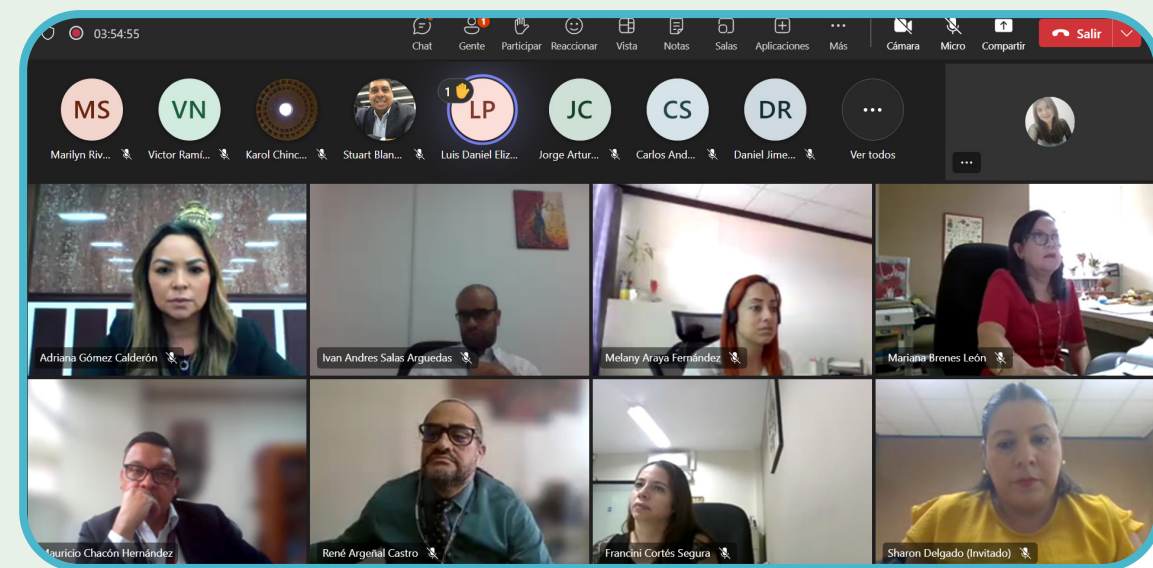 03:54:55
Chat
1
Gente
Participar
Reaccionar
Vista
Notas
Salas
Aplicaciones
Más
Cámara
Micro
Compartir
Salir
MS
VN
1
LP
JC
CS
DR
Marilyn Riv...
Victor Ramí...
Karol Chinc...
Stuart Blan...
Luis Daniel Eliz...
Jorge Artur...
Carlos And...
Daniel Jime...
Ver todos
Adriana Gómez Calderón
Ivan Andres Salas Arguedas
Melany Araya Fernández
Mariana Brenes León
Mauricio Chacón Hernández
René Argeñal Castro
Francini Cortés Segura
Sharon Delgado (Invitado)